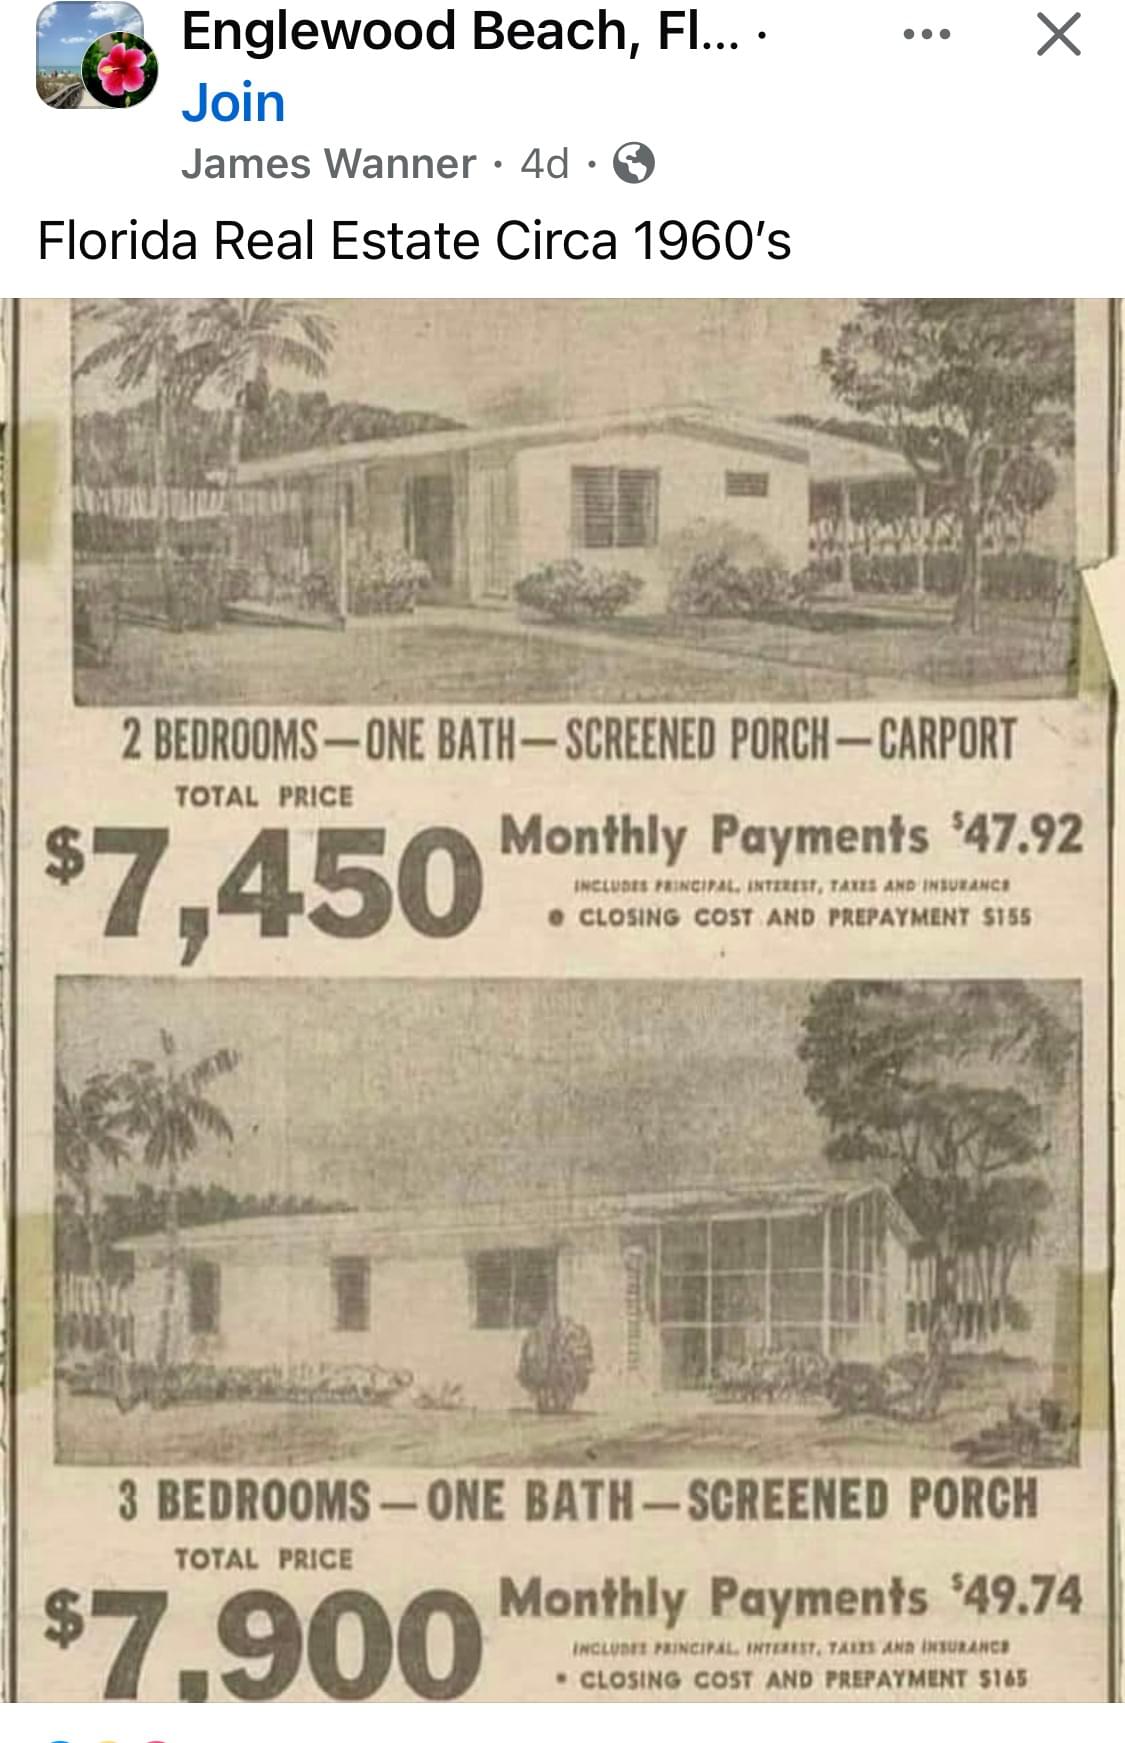 Englewood Beach, Fl... ·
Join
James Wanner · 4d ·
Florida Real Estate Circa 1960's
2 BEDROOMS—ONE BATH—SCREENED PORCH—CARPORT
TOTAL PRICE
$7,450
Monthly Payments $47.92
INCLUDES PRINCIPAL, INTEREST, TAXES AND INSURANCE
• CLOSING COST AND PREPAYMENT $155
3 BEDROOMS—ONE BATH—SCREENED PORCH
TOTAL PRICE
$7,900
Monthly Payments $49.74
INCLUDES PRINCIPAL, INTEREST, TAXES AND INSURANCE
• CLOSING COST AND PREPAYMENT $165